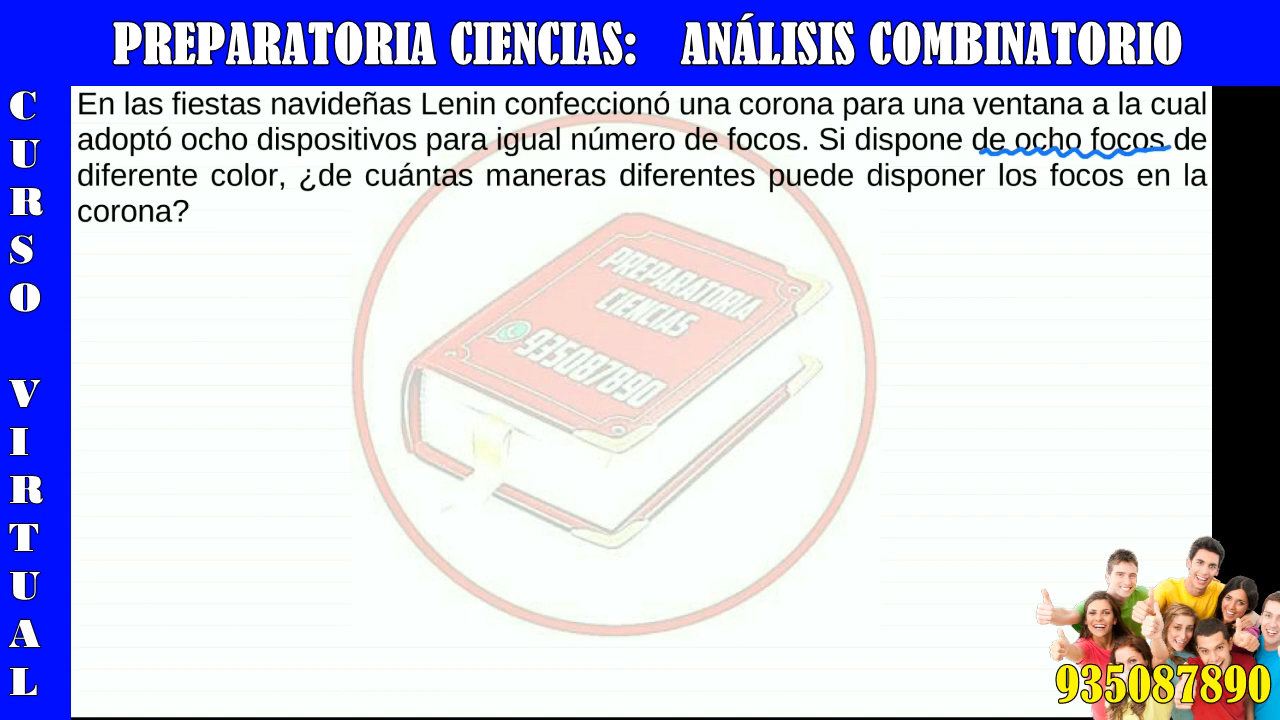 PREPARATORIA CIENCIAS: ANÁLISIS COMBINATORIO
CURSO VIRTUAL
En las fiestas navideñas Lenin confeccionó una corona para una ventana a la cual
adoptó ocho dispositivos para igual número de focos. Si dispone de ocho focos de
diferente color, ¿de cuántas maneras diferentes puede disponer los focos en la
corona?
PREPARATORIA
CIENCIAS
935087890
935087890